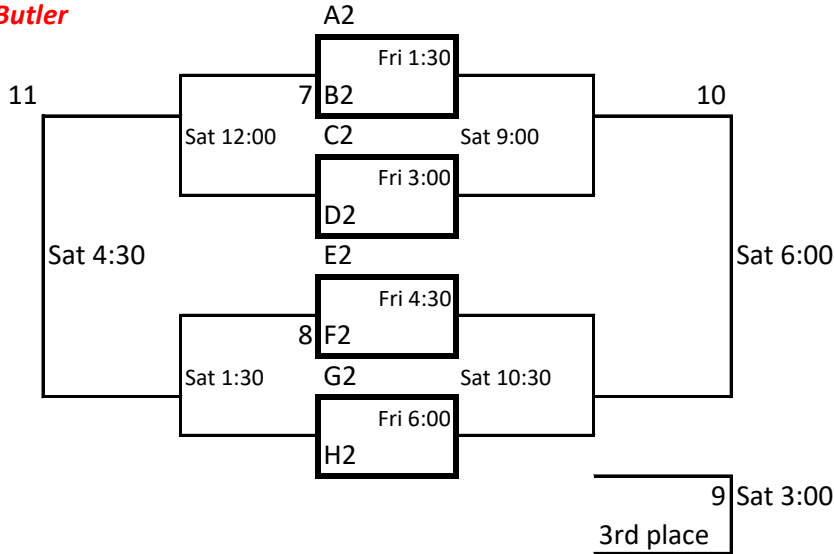 Butler
A2
Fri 1:30
11
7 B2
10
Sat 12:00
C2
Sat 9:00
Fri 3:00
D2
Sat 4:30
E2
Sat 6:00
Fri 4:30
8 F2
Sat 1:30
G2
Sat 10:30
Fri 6:00
H2
9 Sat 3:00
3rd place